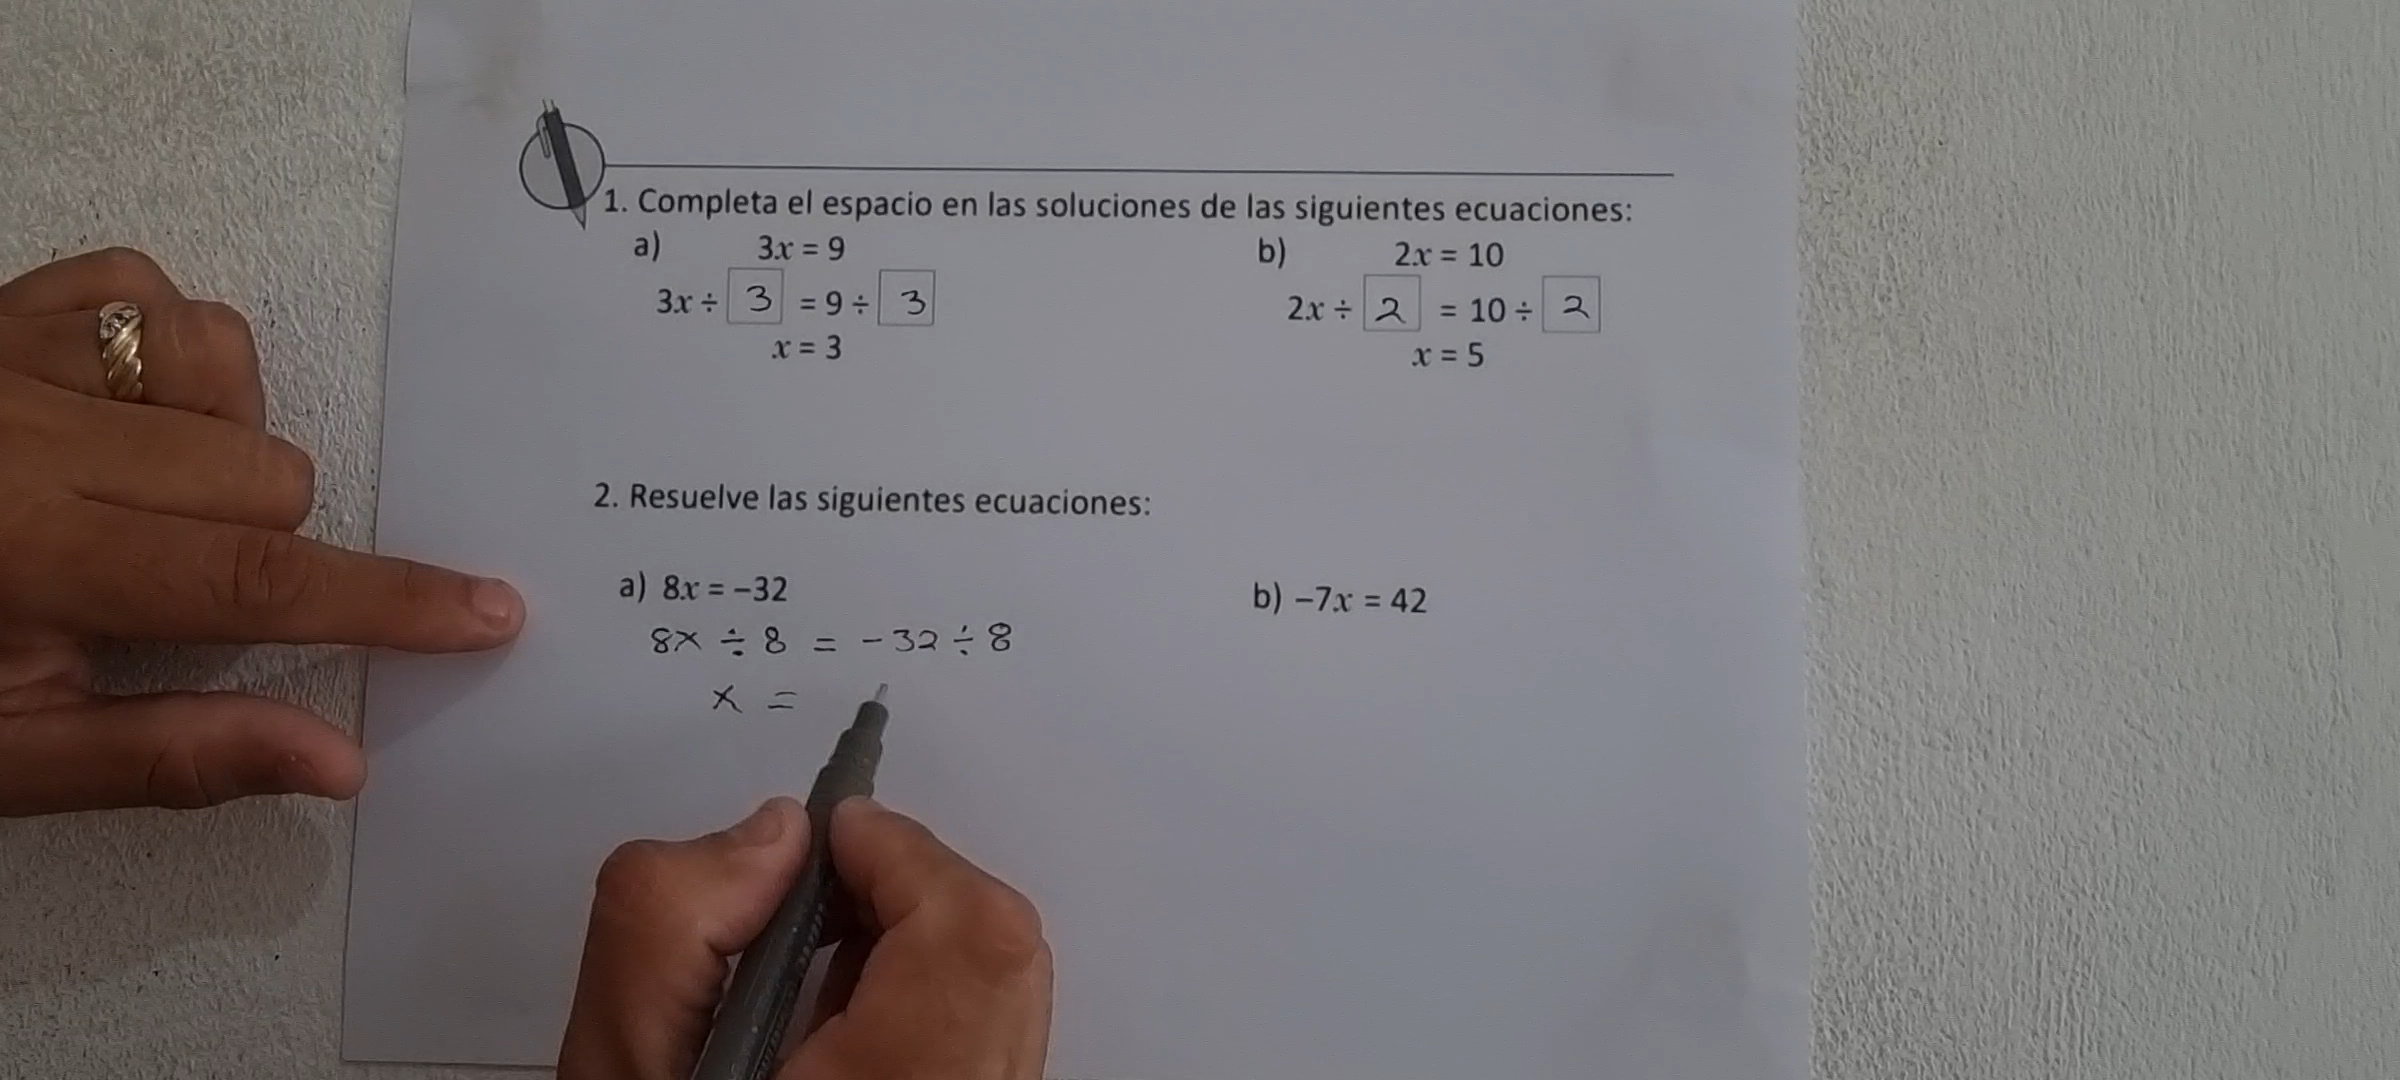 1. Completa el espacio en las soluciones de las siguientes ecuaciones:
a) 3x = 9
3x ÷ 3 = 9 ÷ 3
x = 3
b) 2x = 10
2x ÷ 2 = 10 ÷ 2
x = 5
2. Resuelve las siguientes ecuaciones:
a) 8x = −32
8x ÷ 8 = -32 ÷ 8
x =
b) −7x = 42